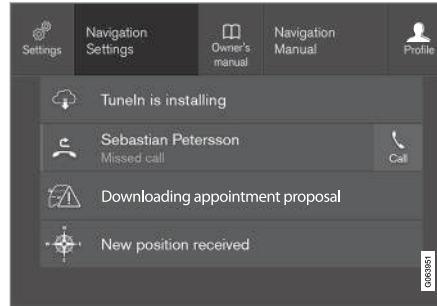 Settings
Navigation
Settings
Owner's
manual
Navigation
Manual
Profile
TuneIn is installing
Sebastian Petersson
Missed call
Call
Downloading appointment proposal
New position received
G063951